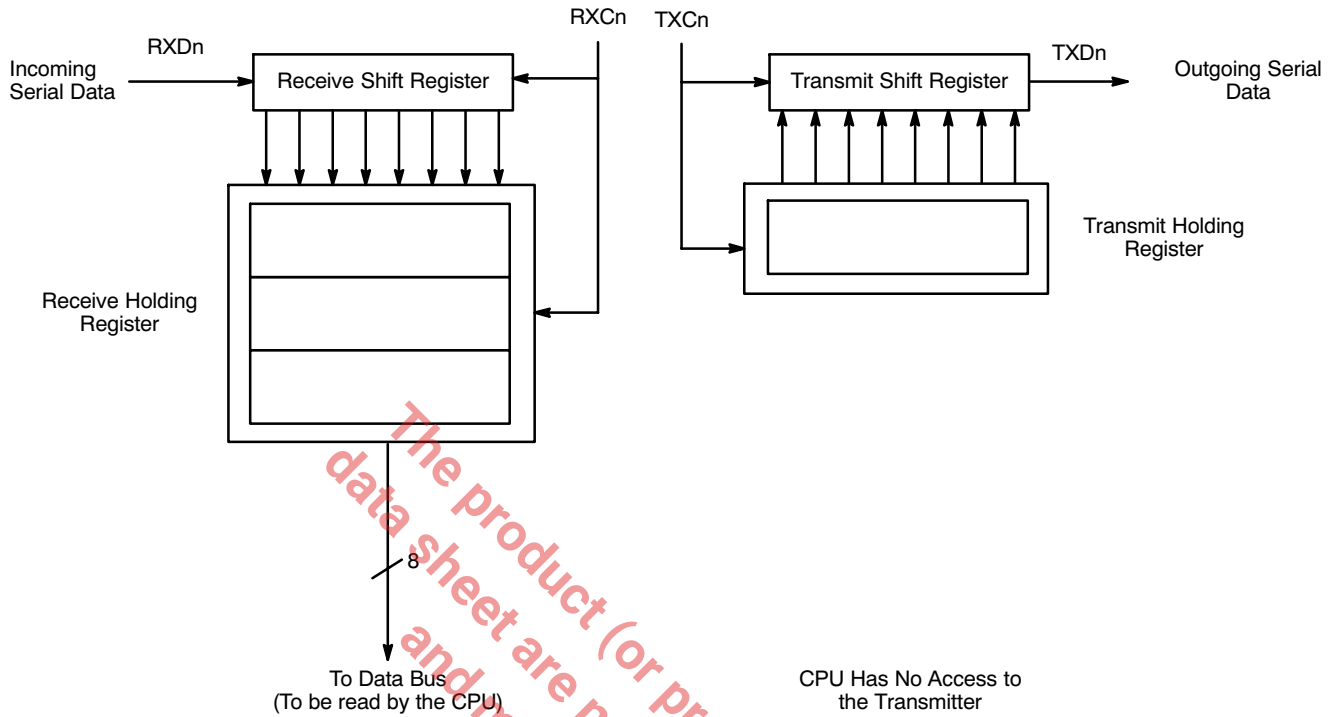 RXCn
TXCn
RXDn
TXDn
Incoming
Serial Data
Receive Shift Register
Transmit Shift Register
Outgoing Serial
Data
Transmit Holding
Register
Receive Holding
Register
8
To Data Bus
(To be read by the CPU)
CPU Has No Access to
the Transmitter
The product (or pr
data sheet are
and